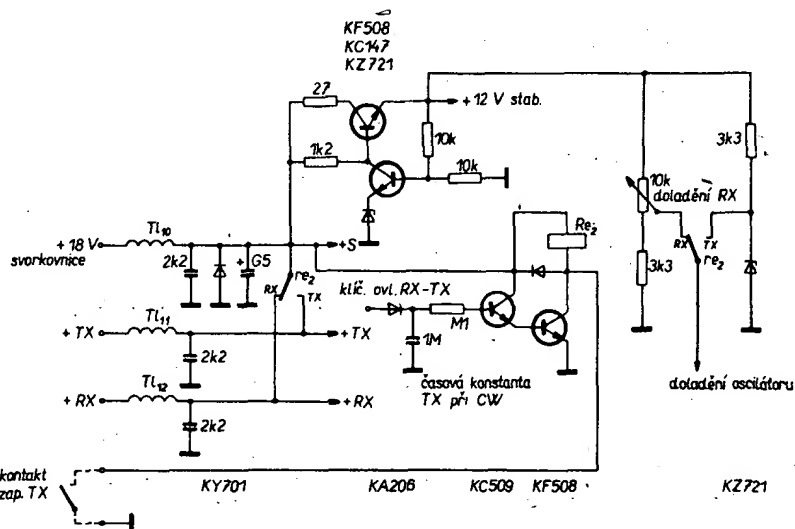 KF508
KC147
KZ721
27
+ 12 V stab.
10k
3k3
1k2
10k
10k
doladění RX
Tl10
Re2
+ 18 V
svorkovnice
2k2
G5
+S
re2
RX
TX
RX
TX
re2
3k3
klíč. ovl. RX-TX
M1
1M
Tl11
+ TX
+ TX
2k2
časová konstanta
TX při CW
doladění oscilátoru
Tl12
+ RX
+ RX
2k2
kontakt
zap. TX
KY701
KA206
KC509
KF508
KZ721